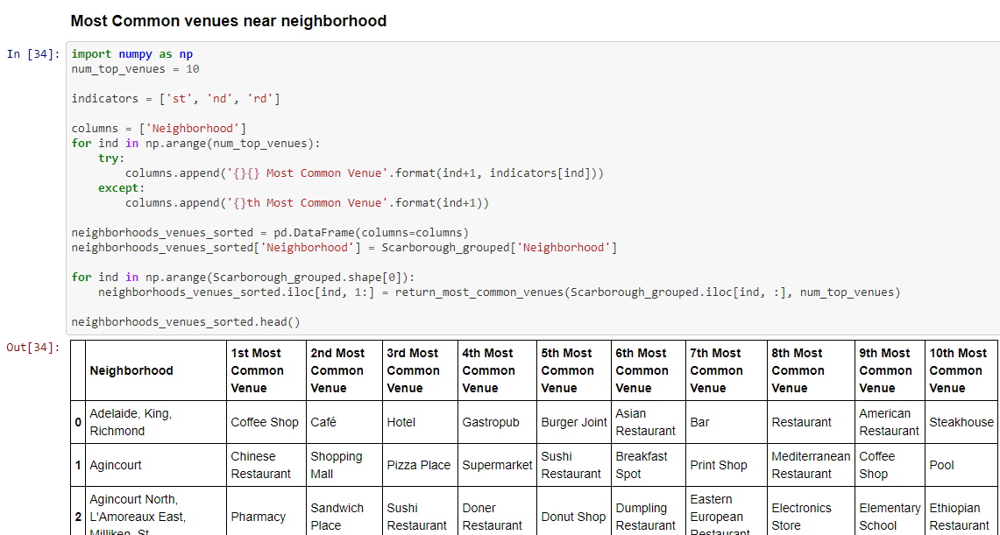 Most Common venues near neighborhood
In [34]:
import numpy as np
num_top_venues = 10
indicators = ['st', 'nd', 'rd']
columns = ['Neighborhood']
for ind in np.arange(num_top_venues):
    try:
        columns.append('{}{} Most Common Venue'.format(ind+1, indicators[ind]))
    except:
        columns.append('{}th Most Common Venue'.format(ind+1))
neighborhoods_venues_sorted = pd.DataFrame(columns=columns)
neighborhoods_venues_sorted['Neighborhood'] = Scarborough_grouped['Neighborhood']
for ind in np.arange(Scarborough_grouped.shape[0]):
    neighborhoods_venues_sorted.iloc[ind, 1:] = return_most_common_venues(Scarborough_grouped.iloc[ind, :], num_top_venues)
neighborhoods_venues_sorted.head()
Out[34]:
Neighborhood
1st Most
Common
Venue
2nd Most
Common
Venue
3rd Most
Common
Venue
4th Most
Common
Venue
5th Most
Common
Venue
6th Most
Common
Venue
7th Most
Common
Venue
8th Most
Common
Venue
9th Most
Common
Venue
10th Most
Common
Venue
0
Adelaide, King,
Richmond
Coffee Shop
Café
Hotel
Gastropub
Burger Joint
Asian
Restaurant
Bar
Restaurant
American
Restaurant
Steakhouse
1
Agincourt
Chinese
Restaurant
Shopping
Mall
Pizza Place
Supermarket
Sushi
Restaurant
Breakfast
Spot
Print Shop
Mediterranean
Restaurant
Coffee
Shop
Pool
2
Agincourt North,
L'Amoreaux East,
Milliken, St
Pharmacy
Sandwich
Place
Sushi
Restaurant
Doner
Restaurant
Donut Shop
Dumpling
Restaurant
Eastern
European
Restaurant
Electronics
Store
Elementary
School
Ethiopian
Restaurant